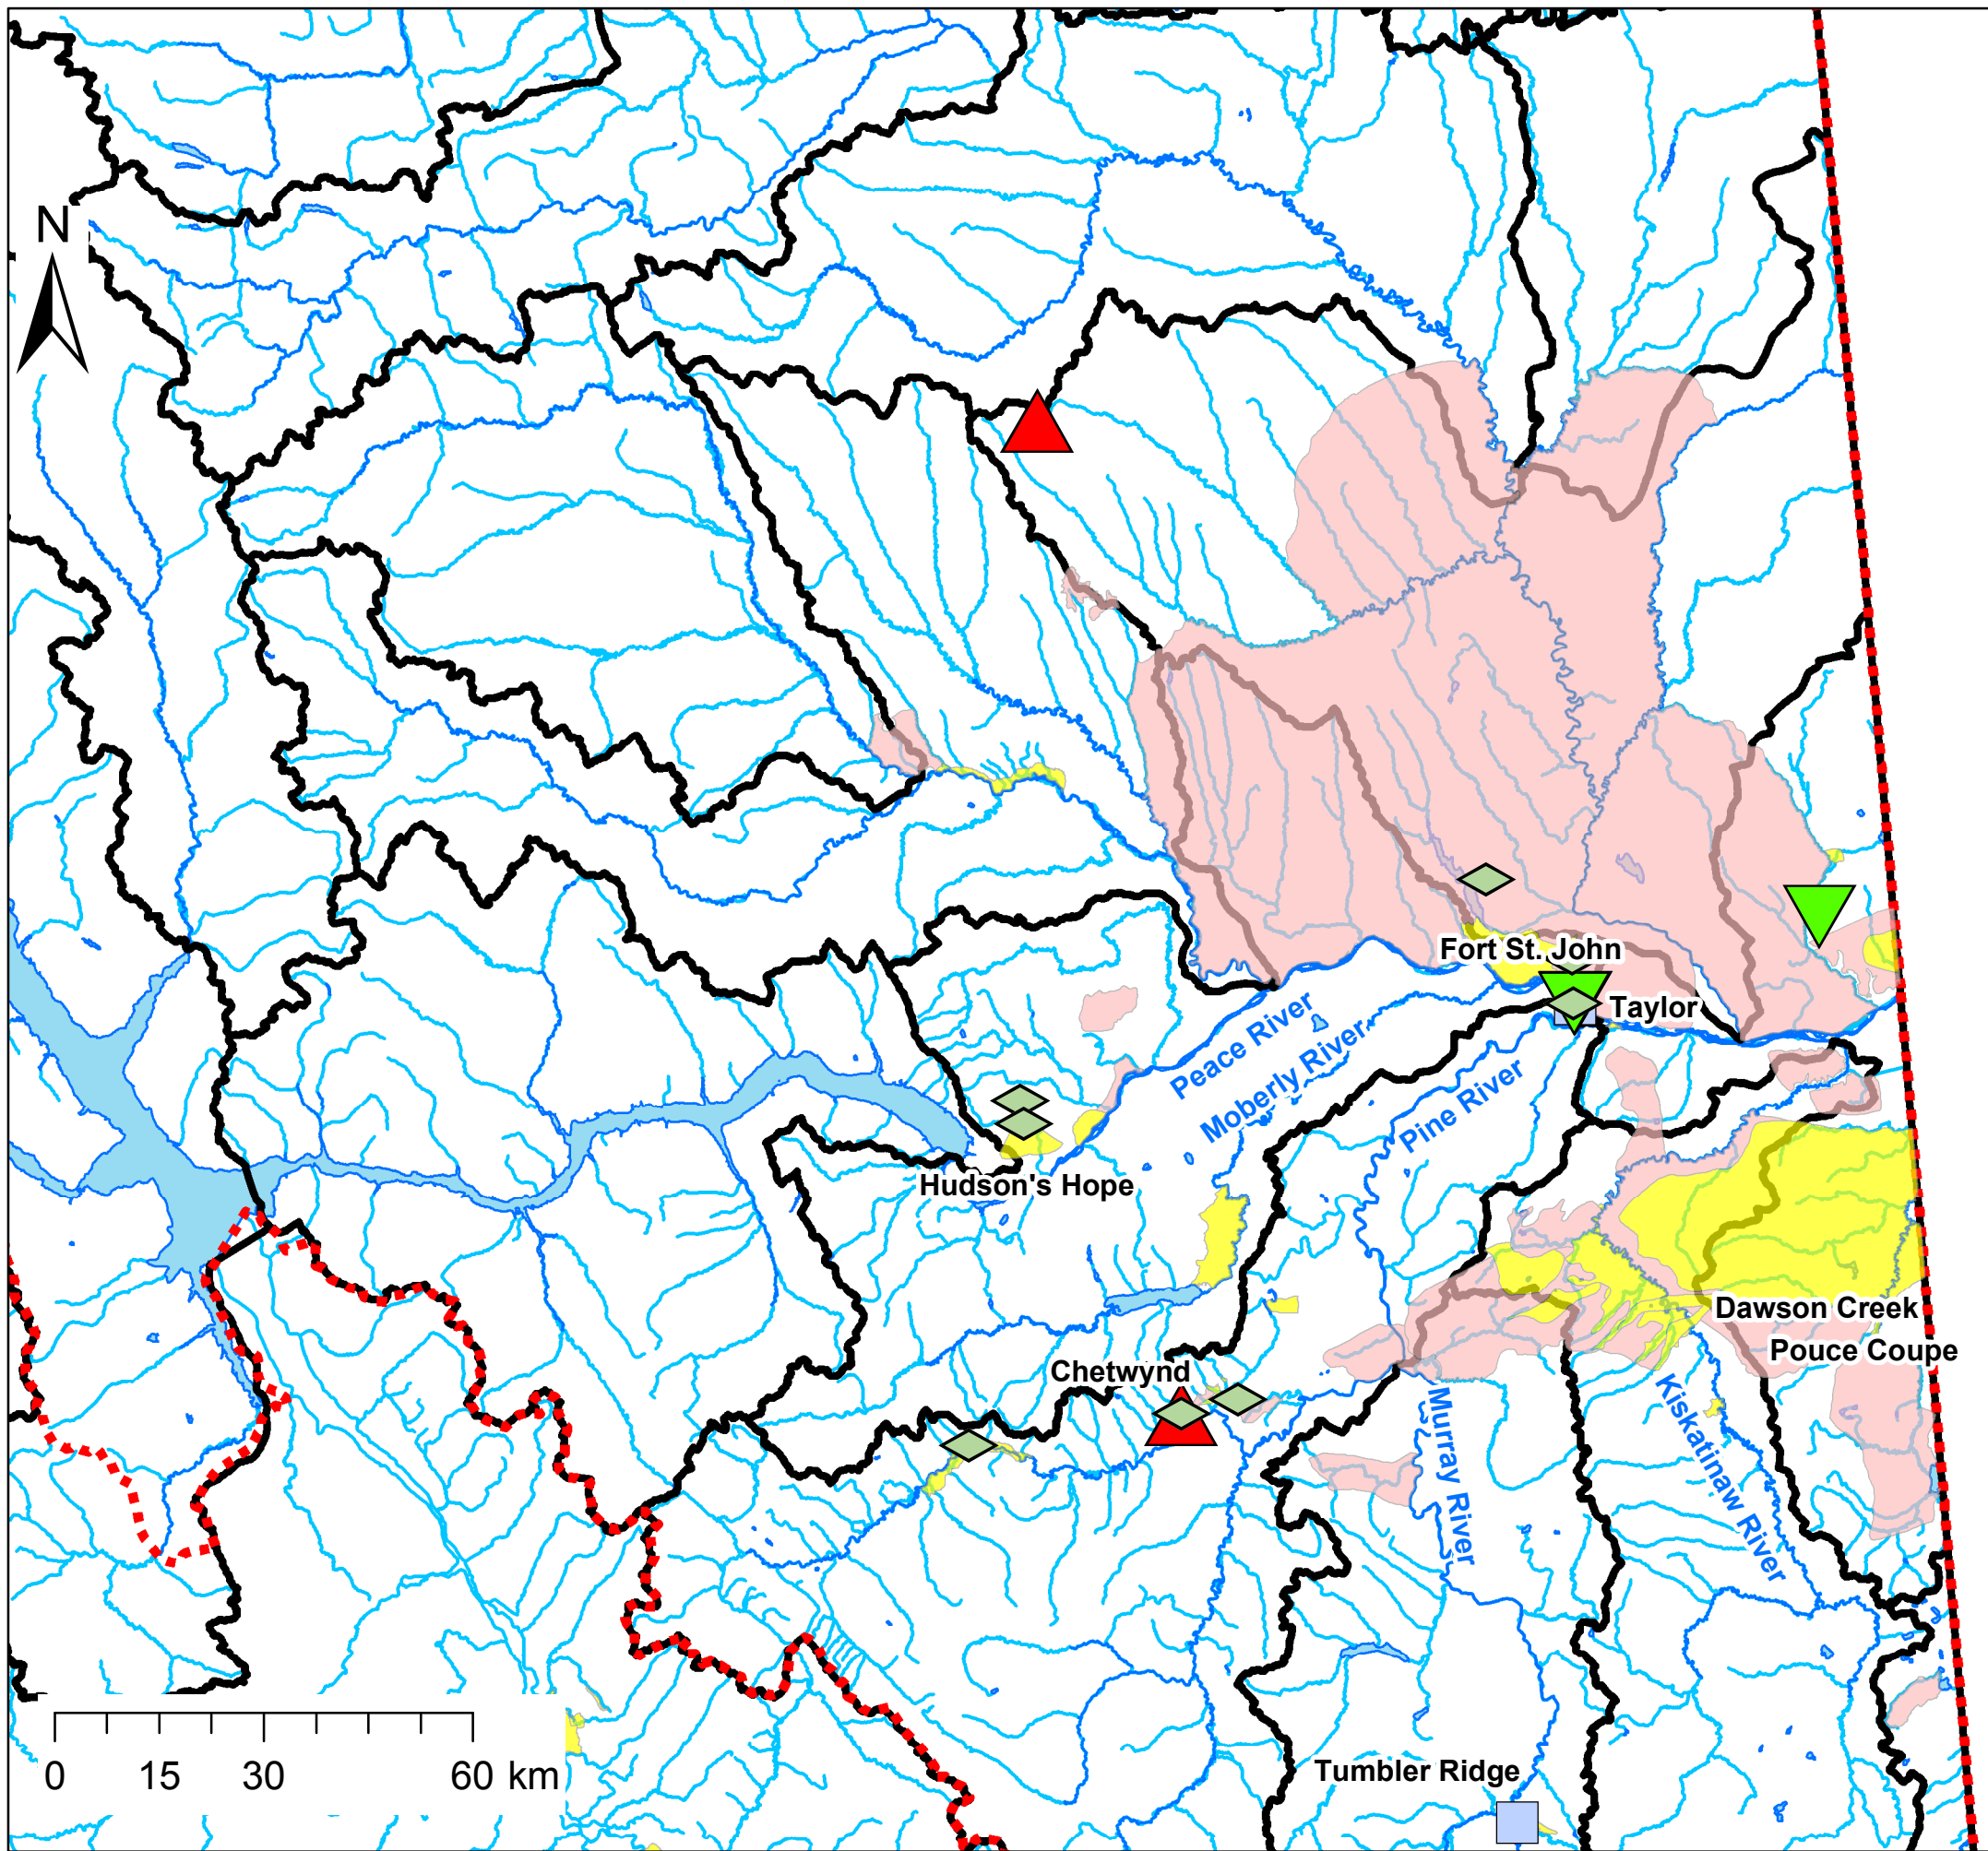 N
Fort St. John
Taylor
Peace River
Moberly River
Pine River
Hudson's Hope
Dawson Creek
Pouce Coupe
Chetwynd
Murray River
Kiskatinaw River
Tumbler Ridge
0 15 30 60 km